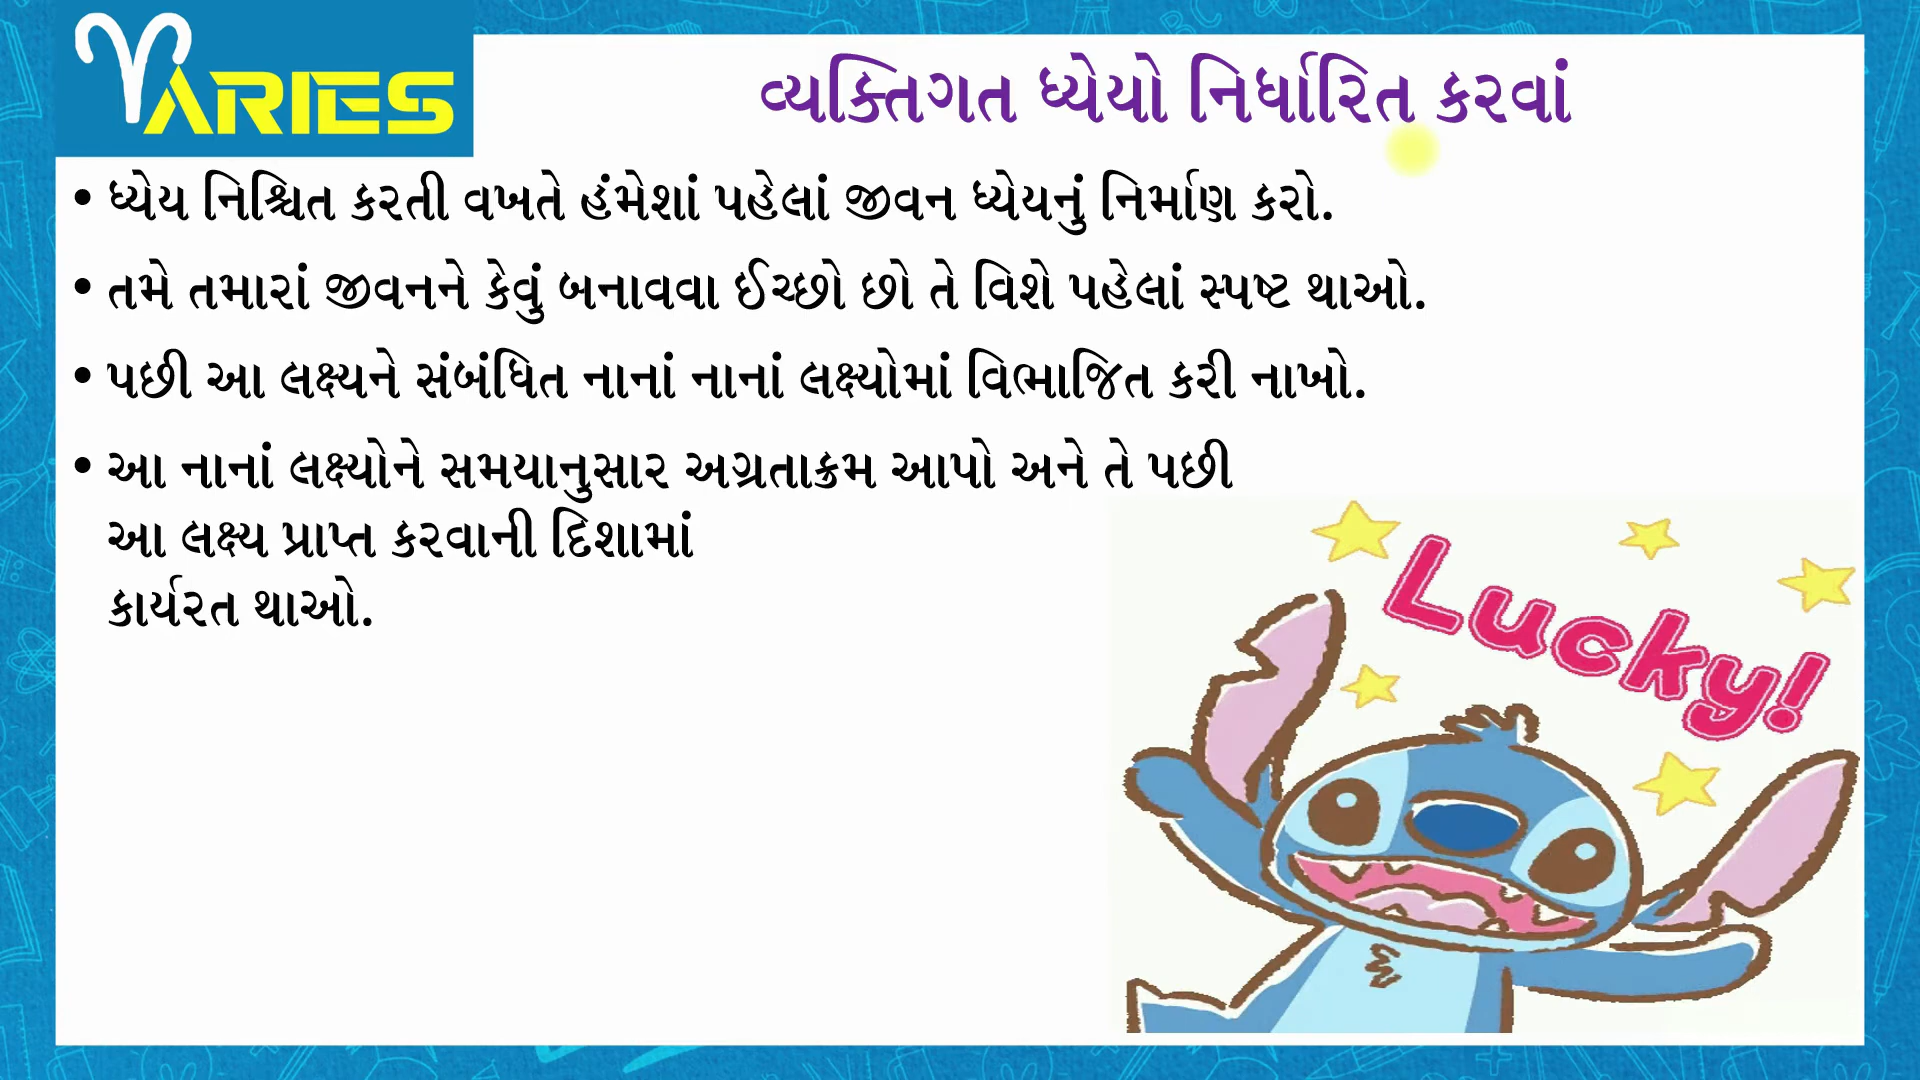 ARIES
વ્યક્તિગત ધ્યેયો નિર્ધારિત કરવાં
• ધ્યેય નિશ્ચિત કરતી વખતે હંમેશાં પહેલાં જીવન ધ્યેયનું નિર્માણ કરો.
• તમે તમારાં જીવનને કેવું બનાવવા ઈચ્છો છો તે વિશે પહેલાં સ્પષ્ટ થાઓ.
• પછી આ લક્ષ્યને સંબંધિત નાનાં નાનાં લક્ષ્યોમાં વિભાજિત કરી નાખો.
• આ નાનાં લક્ષ્યોને સમયાનુસાર અગ્રતાક્રમ આપો અને તે પછી
આ લક્ષ્ય પ્રાપ્ત કરવાની દિશામાં
કાર્યરત થાઓ.
Lucky!